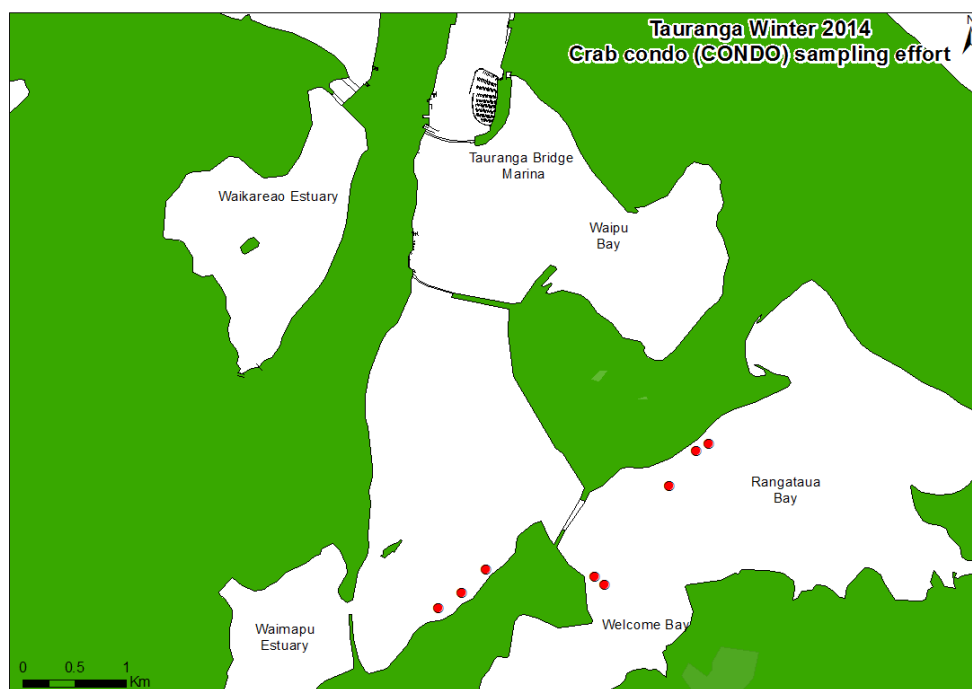 Tauranga Winter 2014
Crab condo (CONDO) sampling effort
N
Tauranga Bridge
Marina
Waikareao Estuary
Waipu
Bay
Rangataua
Bay
Welcome Bay
Waimapu
Estuary
0 0.5 1
Km